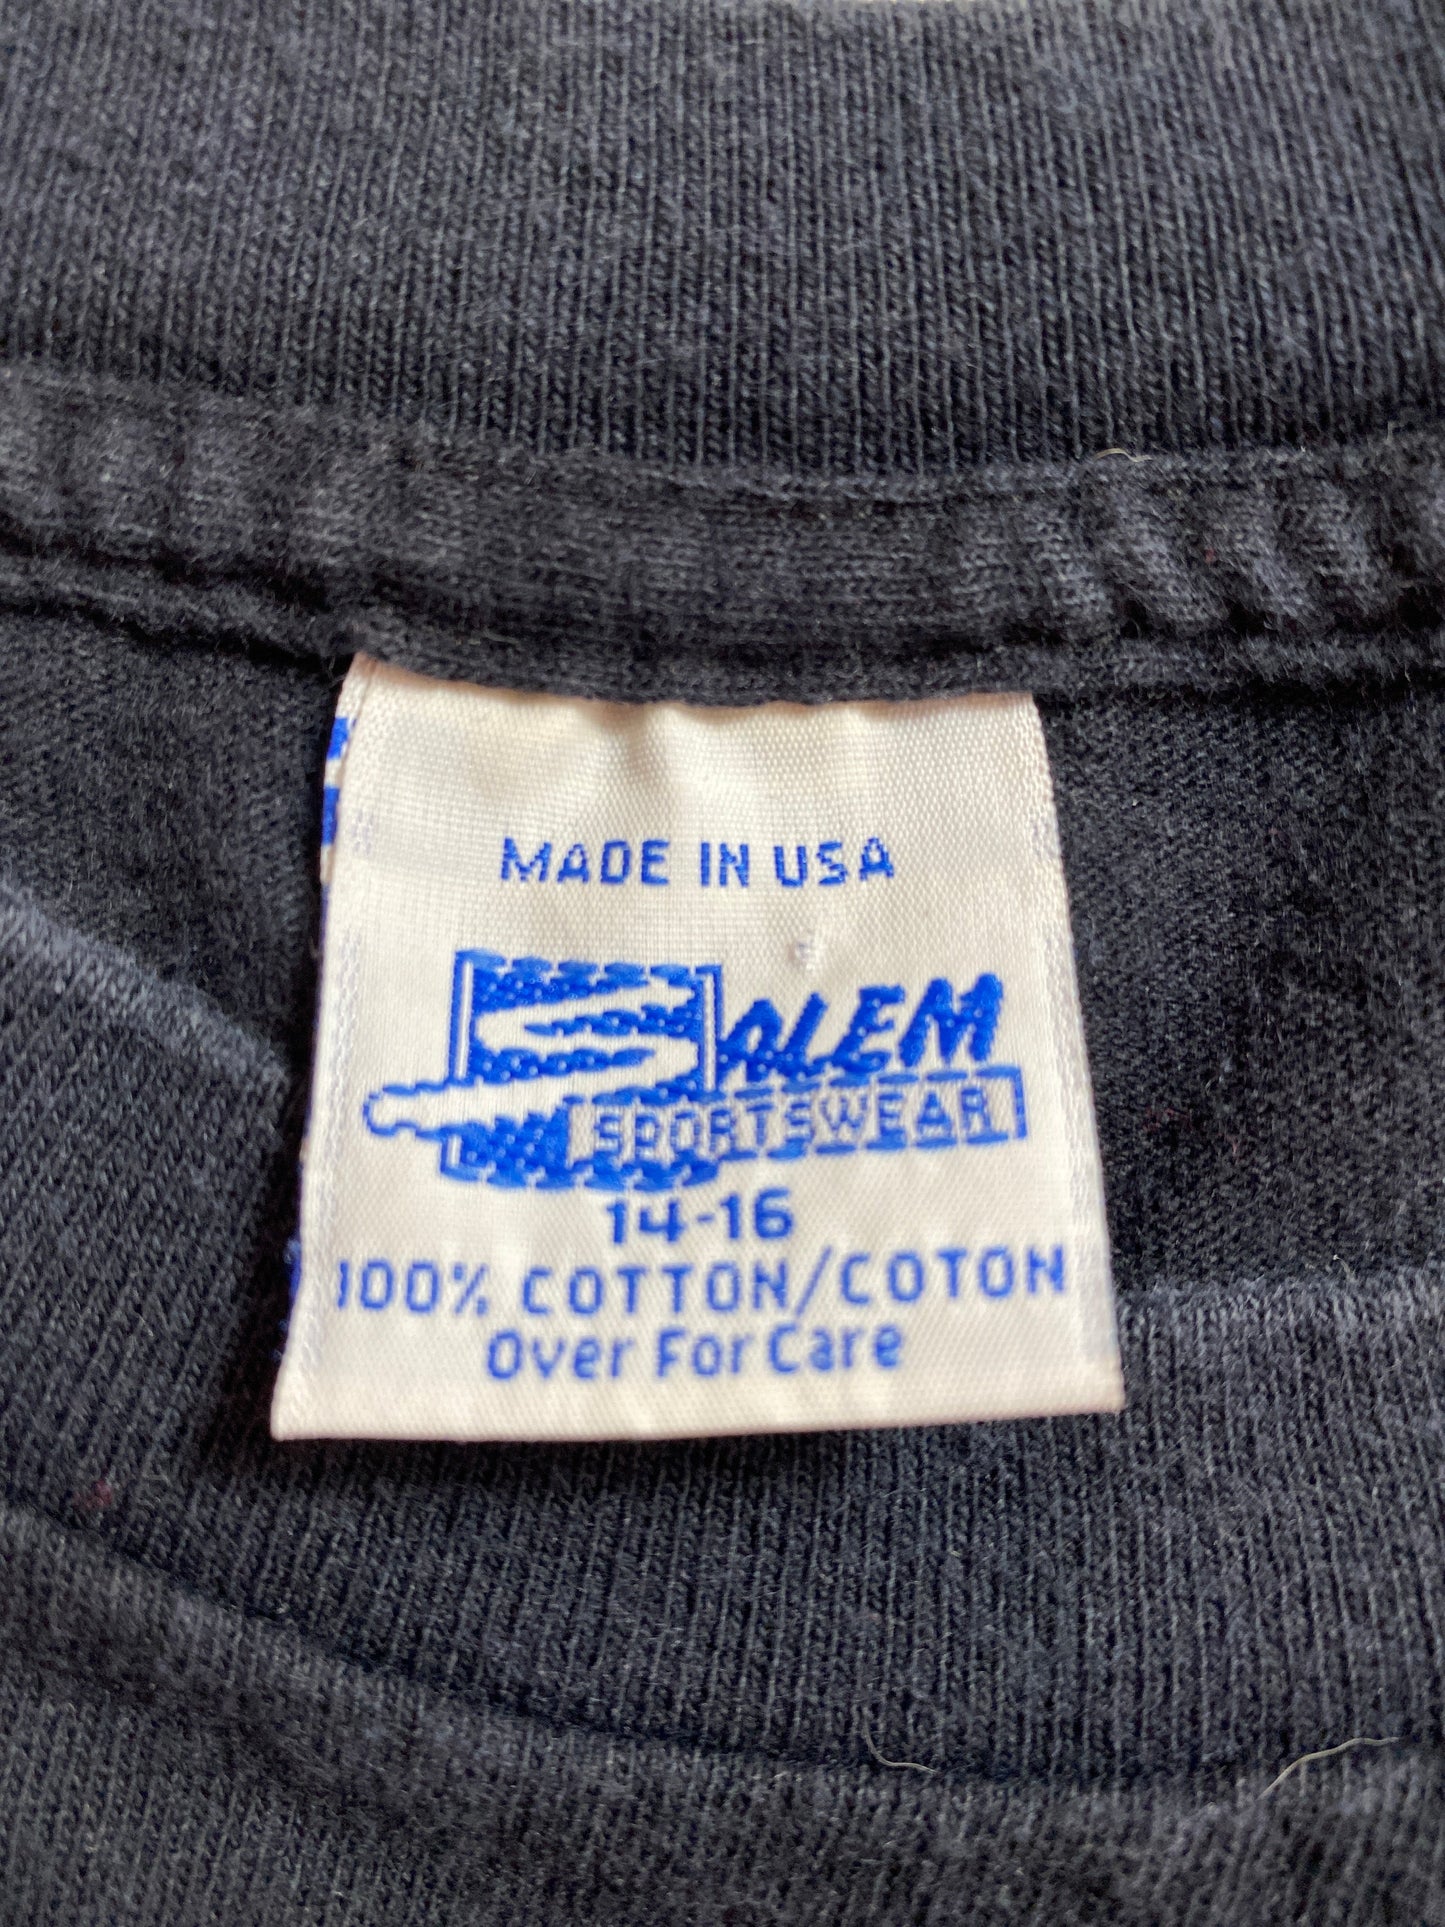 MADE IN USA
SALEM
SPORTSWEAR
14-16
100% COTTON/COTON
Over For Care